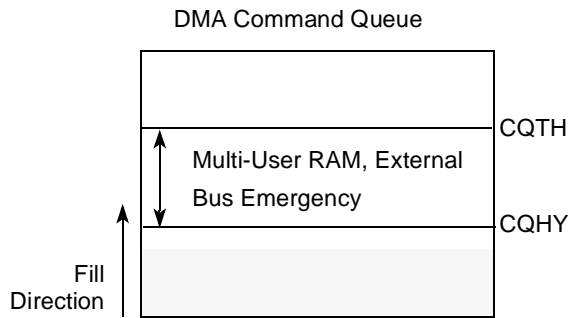 DMA Command Queue
CQTH
Multi-User RAM, External
Bus Emergency
CQHY
Fill
Direction